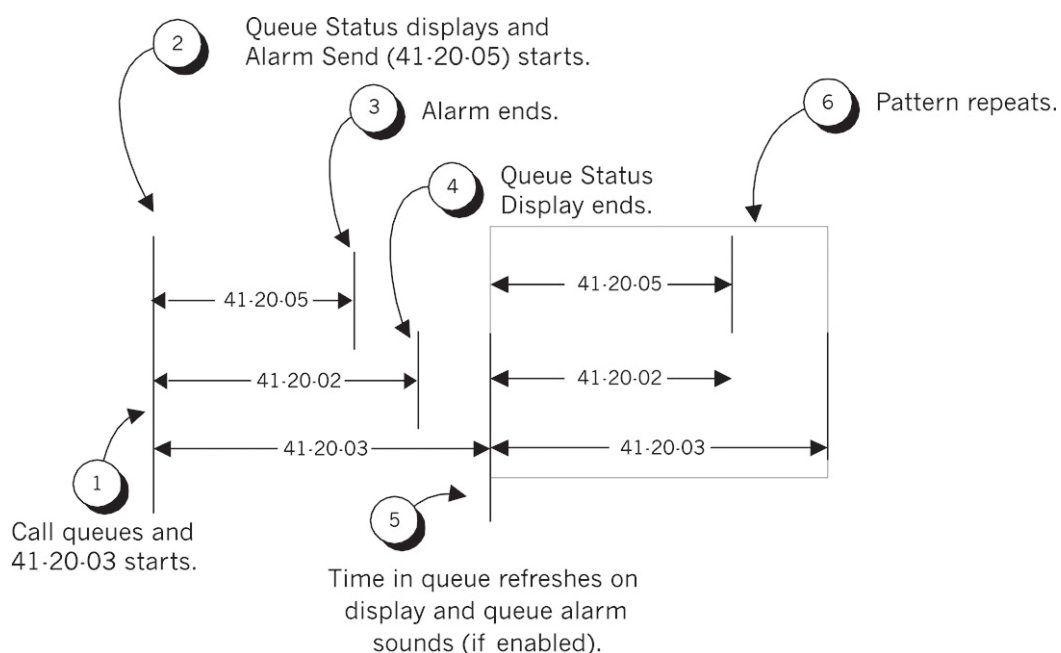 2
Queue Status displays and
Alarm Send (41-20-05) starts.
3
Alarm ends.
6
Pattern repeats.
4
Queue Status
Display ends.
41-20-05
41-20-05
41-20-02
41-20-02
41-20-03
41-20-03
1
Call queues and
41-20-03 starts.
5
Time in queue refreshes on
display and queue alarm
sounds (if enabled).